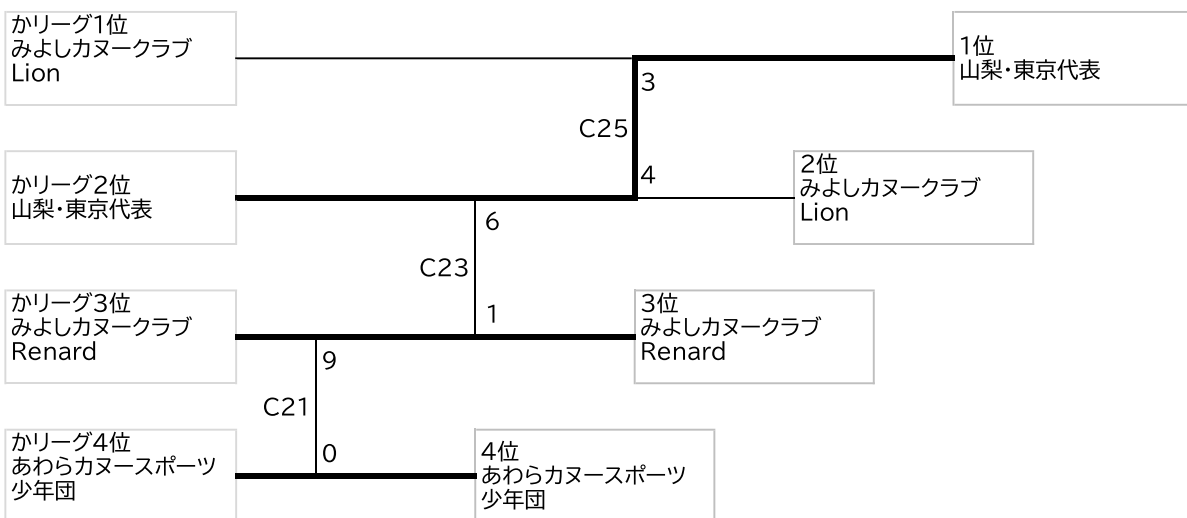 かリーグ1位
みよしカヌークラブ
Lion
1位
山梨・東京代表
3
C25
4
2位
みよしカヌークラブ
Lion
かリーグ2位
山梨・東京代表
6
C23
1
かリーグ3位
みよしカヌークラブ
Renard
3位
みよしカヌークラブ
Renard
9
C21
0
かリーグ4位
あわらカヌースポーツ
少年団
4位
あわらカヌースポーツ
少年団